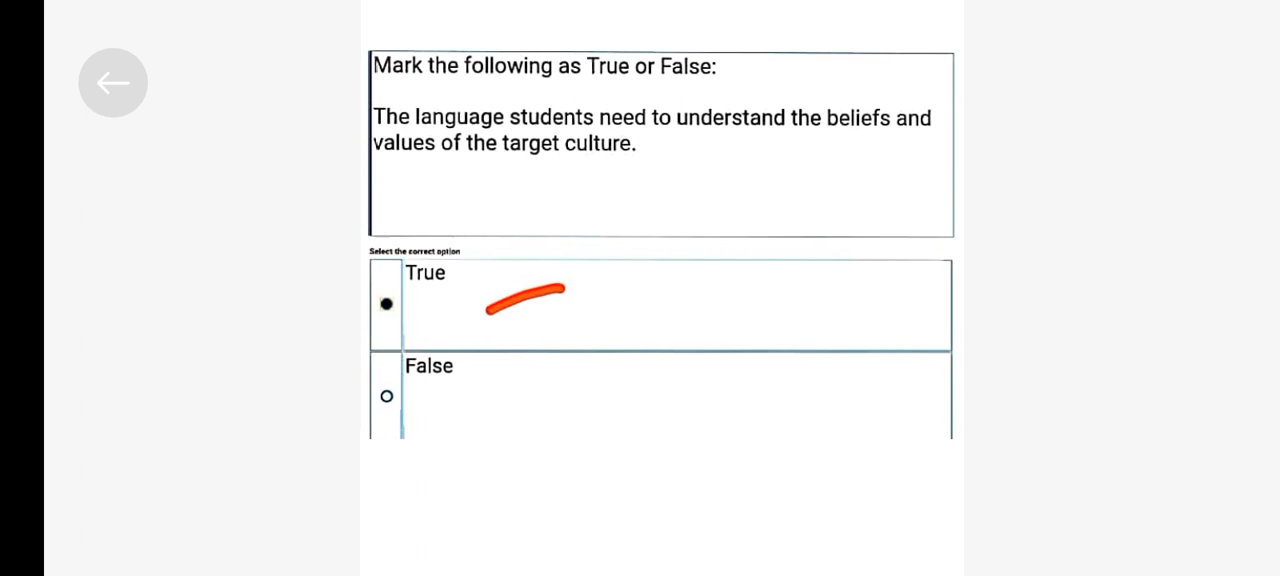 Mark the following as True or False:
The language students need to understand the beliefs and
values of the target culture.
Select the correct option
True
False